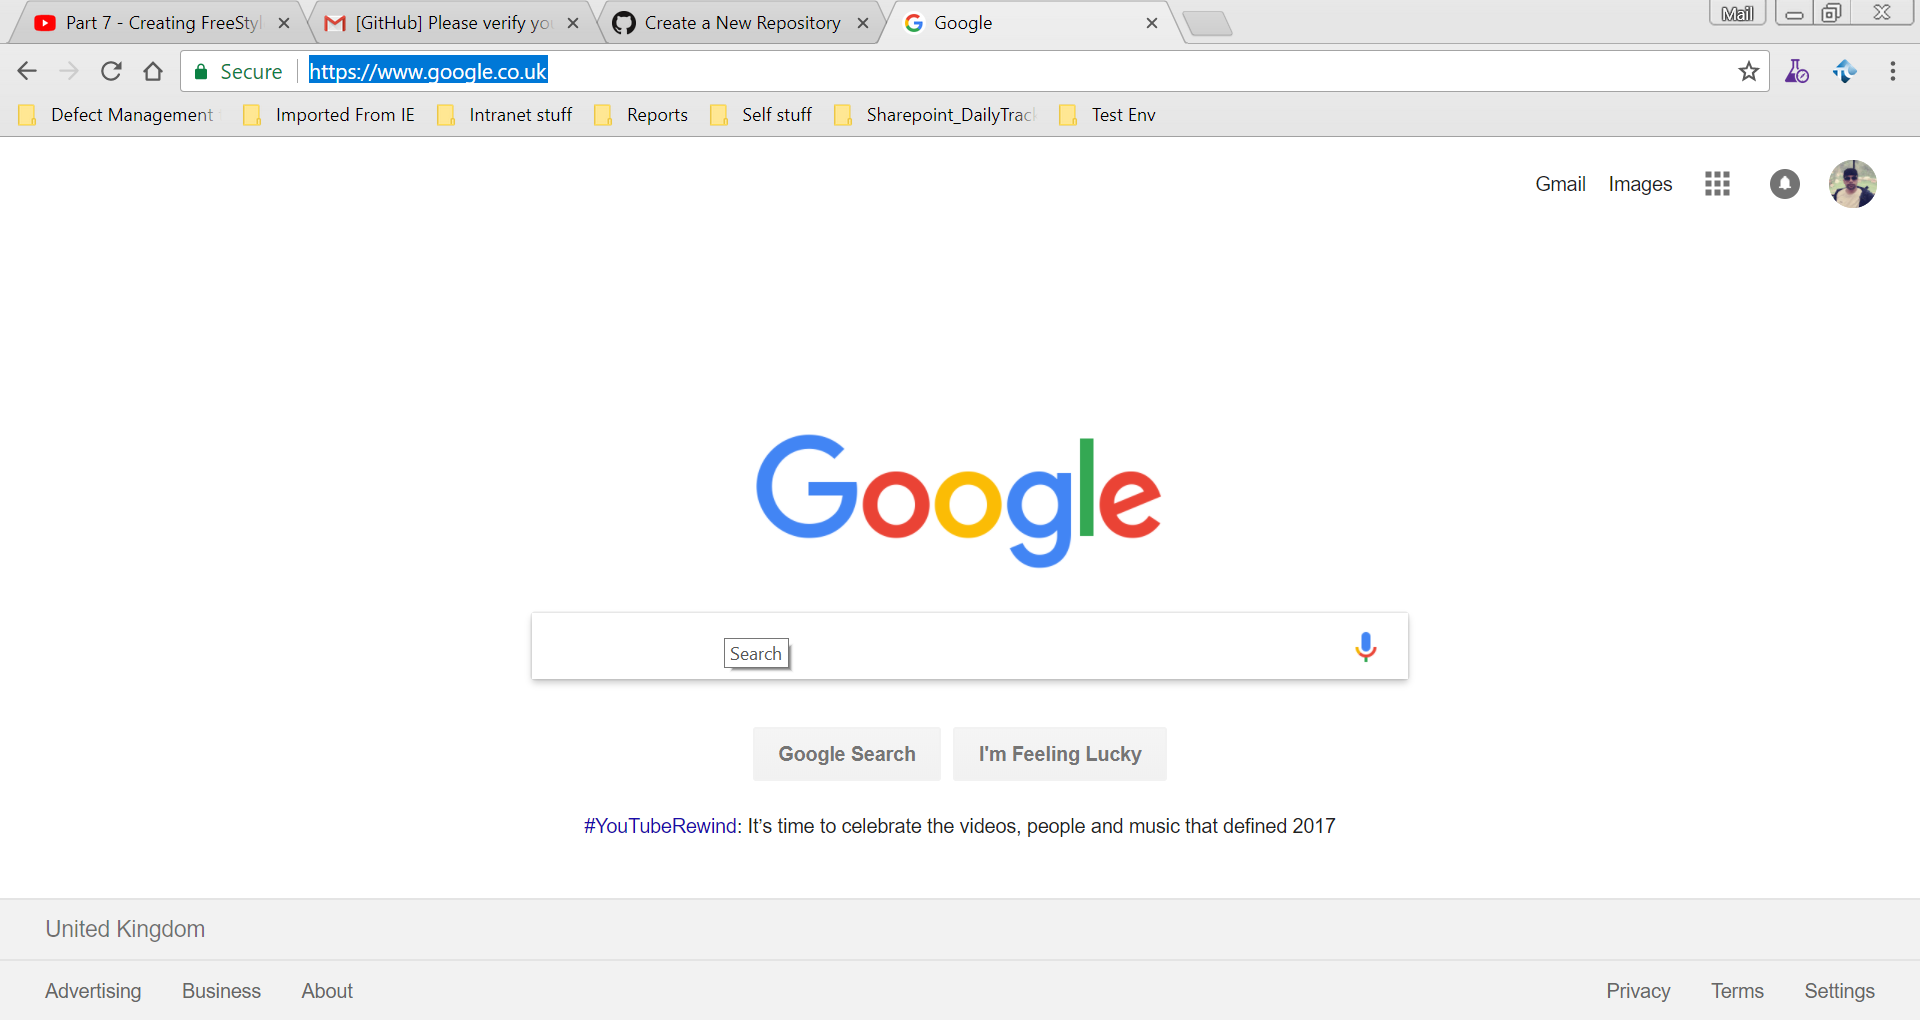 Part 7 - Creating FreeStyl
[GitHub] Please verify yo
Create a New Repository
Google
Mail
Secure
https://www.google.co.uk
Defect Management
Imported From IE
Intranet stuff
Reports
Self stuff
Sharepoint_DailyTrac
Test Env
Gmail
Images
Google
Search
Google Search
I'm Feeling Lucky
#YouTubeRewind: It's time to celebrate the videos, people and music that defined 2017
United Kingdom
Advertising
Business
About
Privacy
Terms
Settings